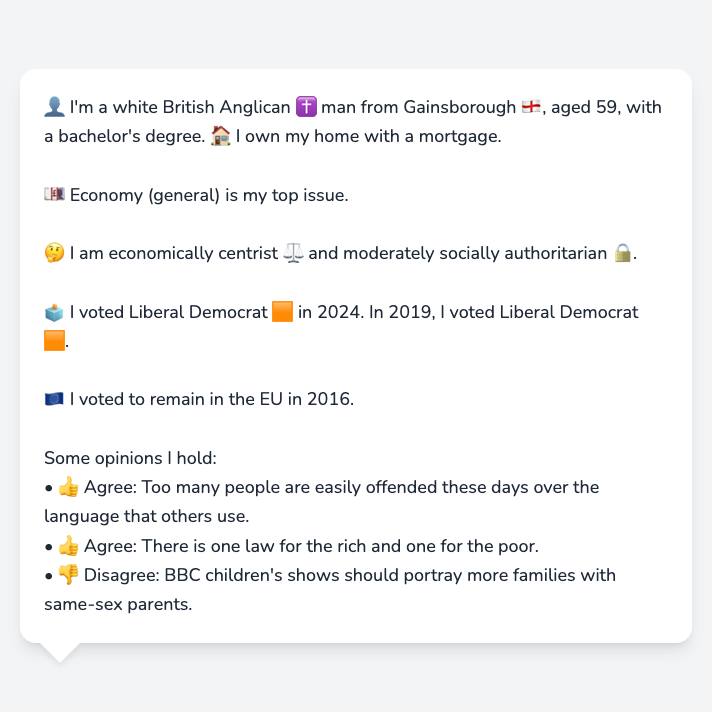 👤 I'm a white British Anglican ✝️ man from Gainsborough 🏴󠁧󠁢󠁥󠁮󠁧󠁿, aged 59, with
a bachelor's degree. 🏠 I own my home with a mortgage.
💷 Economy (general) is my top issue.
🤔 I am economically centrist ⚖️ and moderately socially authoritarian 🔒.
🗳️ I voted Liberal Democrat 🟧 in 2024. In 2019, I voted Liberal Democrat
🟧.
🇪🇺 I voted to remain in the EU in 2016.
Some opinions I hold:
• 👍 Agree: Too many people are easily offended these days over the
language that others use.
• 👍 Agree: There is one law for the rich and one for the poor.
• 👎 Disagree: BBC children's shows should portray more families with
same-sex parents.